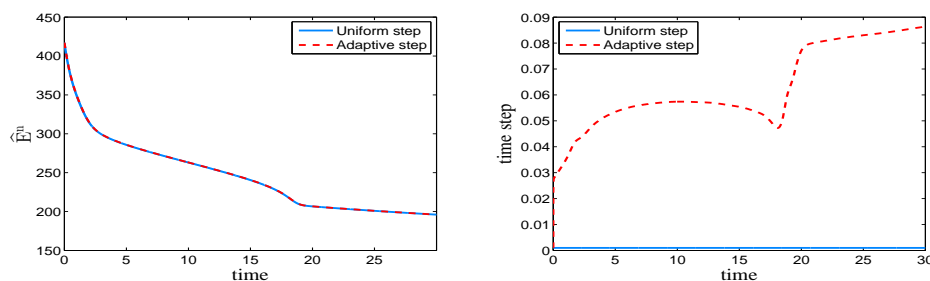 450
400
350
300
250
200
150
Ê^n
0 5 10 15 20 25
time
Uniform step
Adaptive step
0.09
0.08
0.07
0.06
0.05
0.04
0.03
0.02
0.01
0
time step
0 5 10 15 20 25 30
time
Uniform step
Adaptive step